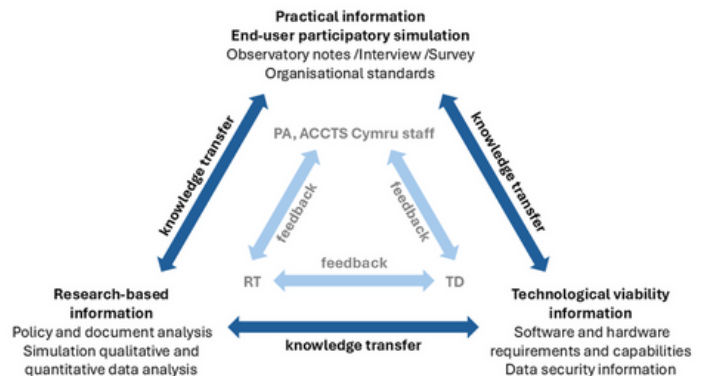 Practical information
End-user participatory simulation
Observatory notes /Interview /Survey
Organisational standards
knowledge transfer
knowledge transfer
PA, ACCTS Cymru staff
feedback
feedback
feedback
RT
TD
Research-based
information
Policy and document analysis
Simulation qualitative and
quantitative data analysis
knowledge transfer
Technological viability
information
Software and hardware
requirements and capabilities
Data security information